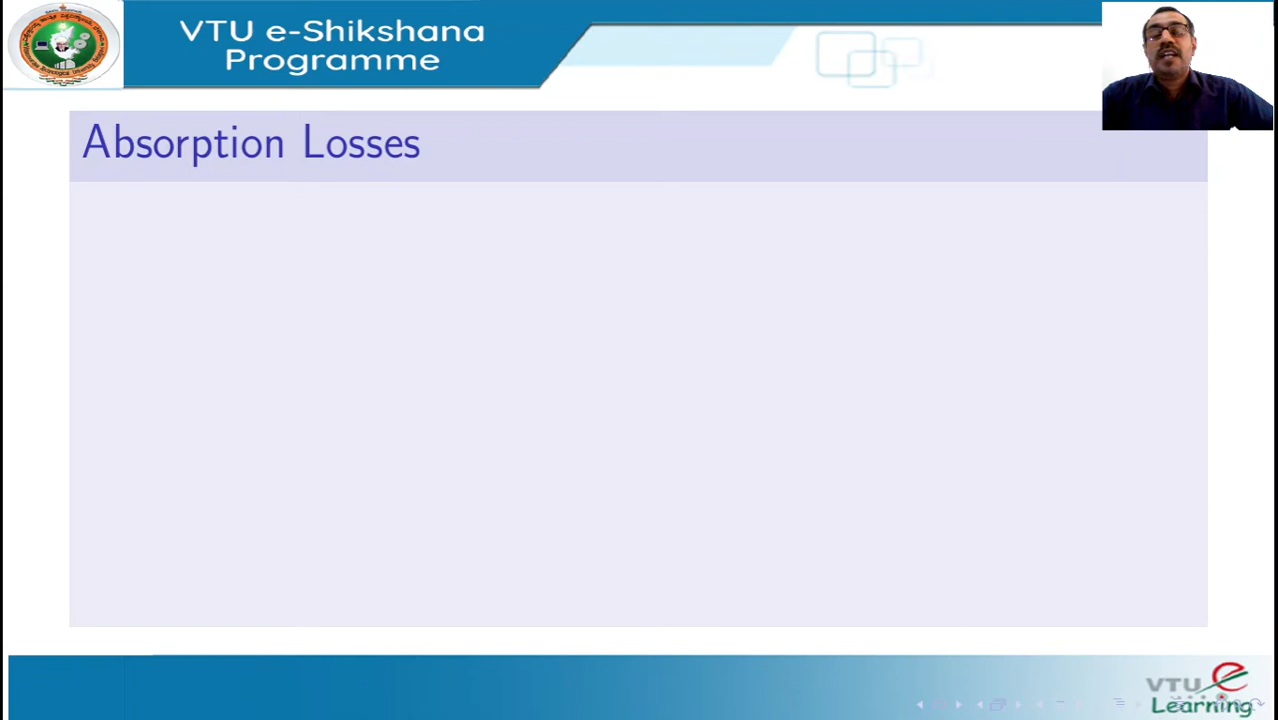 VTU e-Shikshana
Programme
Absorption Losses
VTU e
Learning